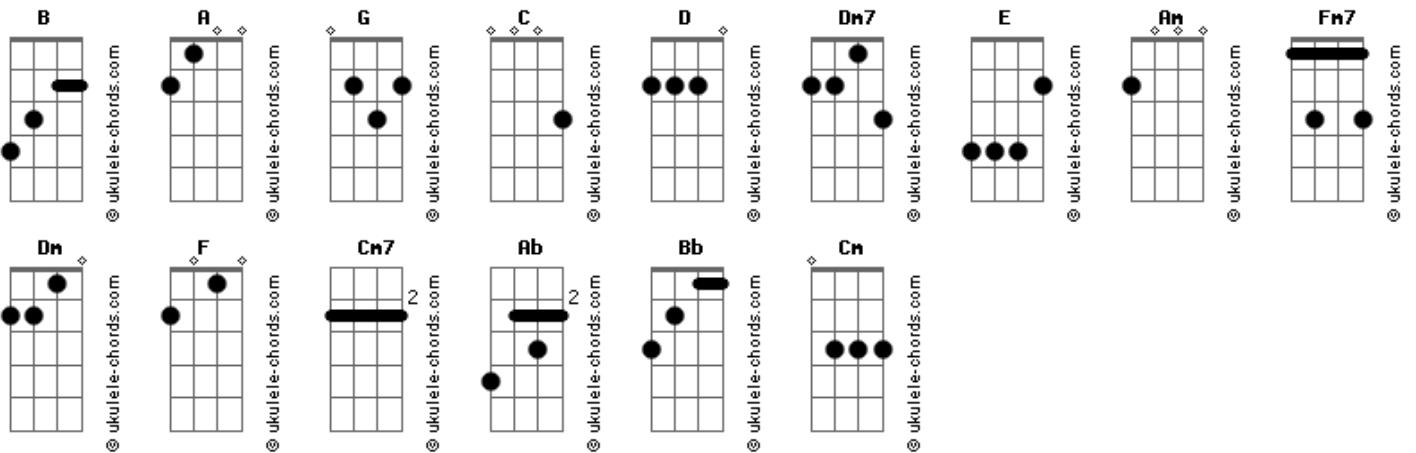 B A G C D Dm7 E Am Fm7
© ukulele-chords.com © ukulele-chords.com © ukulele-chords.com © ukulele-chords.com © ukulele-chords.com © ukulele-chords.com © ukulele-chords.com © ukulele-chords.com © ukulele-chords.com
Dm F Cm7 Ab Bb Cm
2 2
© ukulele-chords.com © ukulele-chords.com © ukulele-chords.com © ukulele-chords.com © ukulele-chords.com © ukulele-chords.com